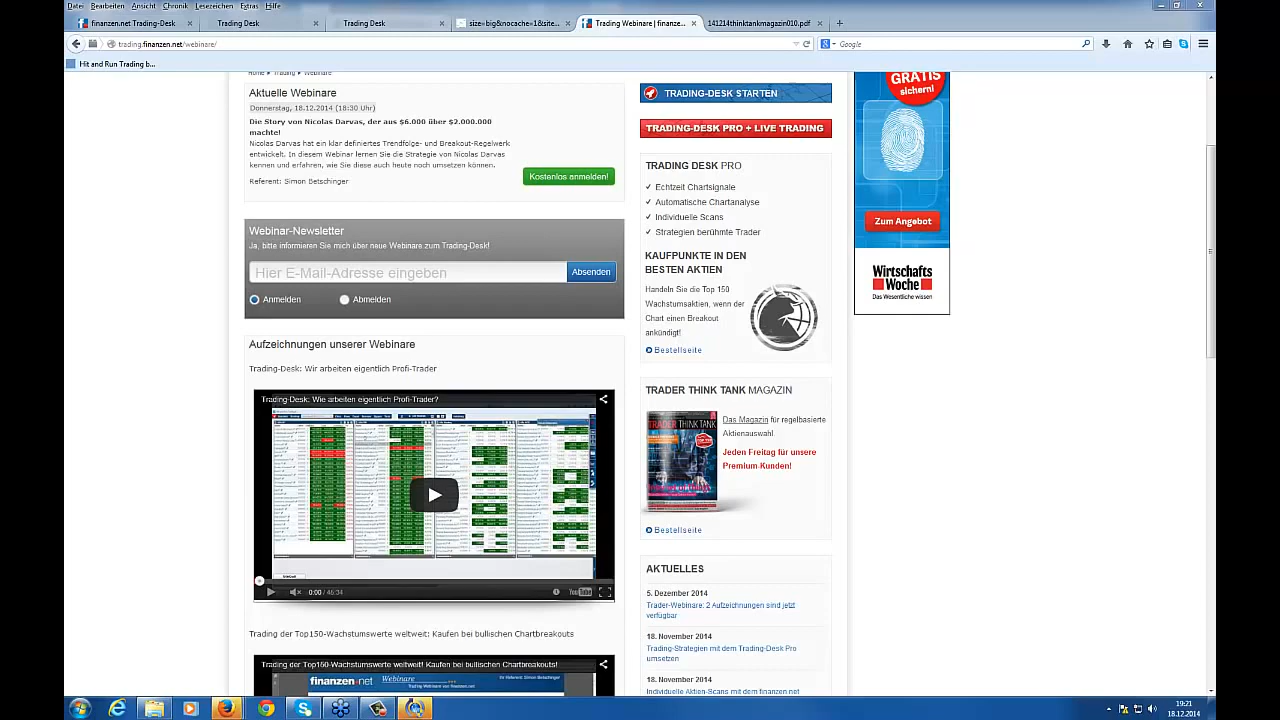 Datei Bearbeiten Ansicht Chronik Lesezeichen Extras Hilfe
finanzen.net Trading-Desk × Trading Desk × Trading Desk × size=big&nocache=1&site... × Trading Webinare | finanze... × 141214thinktankmagazin010.pdf × +
trading.finanzen.net/webinare/
Google
Hit and Run Trading b...
Home Trading Webinare
Aktuelle Webinare
Donnerstag, 18.12.2014 (18:30 Uhr)
Die Story von Nicolas Darvas, der aus $6.000 über $2.000.000
machte!
Nicolas Darvas hat ein klar definiertes Trendfolge- und Breakout-Regelwerk
entwickelt. In diesem Webinar lernen Sie die Strategie von Nicolas Darvas
kennen und erfahren, wie Sie diese auch heute noch umsetzen können.
Referent: Simon Betschinger
Kostenlos anmelden!
Webinar-Newsletter
Ja, bitte informieren Sie mich über neue Webinare zum Trading-Desk!
Hier E-Mail-Adresse eingeben
Absenden
Anmelden
Abmelden
Aufzeichnungen unserer Webinare
Trading-Desk: Wir arbeiten eigentlich Profi-Trader
Trading-Desk: Wie arbeiten eigentlich Profi-Trader?
0:00 / 46:34
YouTube
Trading der Top150-Wachstumswerte weltweit: Kaufen bei bullischen Chartbreakouts
Trading der Top150-Wachstumswerte weltweit! Kaufen bei bullischen Chartbreakouts!
finanzen.net Webinare
TRADING-DESK STARTEN
TRADING-DESK PRO + LIVE TRADING
TRADING DESK PRO
✓ Echtzeit Chartsignale
✓ Automatische Chartanalyse
✓ Individuelle Scans
✓ Strategien berühmte Trader
KAUFPUNKTE IN DEN
BESTEN AKTIEN
Handeln Sie die Top 150
Wachstumsaktien, wenn der
Chart einen Breakout
ankündigt!
Bestellseite
TRADER THINK TANK MAGAZIN
TRADER THINK TANK
Das Magazin für regelbasierte
Aktienauswahl
Jeden Freitag für unsere
Premium-Kunden!
Bestellseite
AKTUELLES
5. Dezember 2014
Trader-Webinare: 2 Aufzeichnungen sind jetzt
verfügbar
18. November 2014
Trading-Strategien mit dem Trading-Desk Pro
umsetzen
18. November 2014
Individuelle Aktien-Scans mit dem finanzen.net
GRATIS
sichern!
Zum Angebot
Wirtschafts
Woche
Das Wesentliche wissen
19:21
18.12.2014